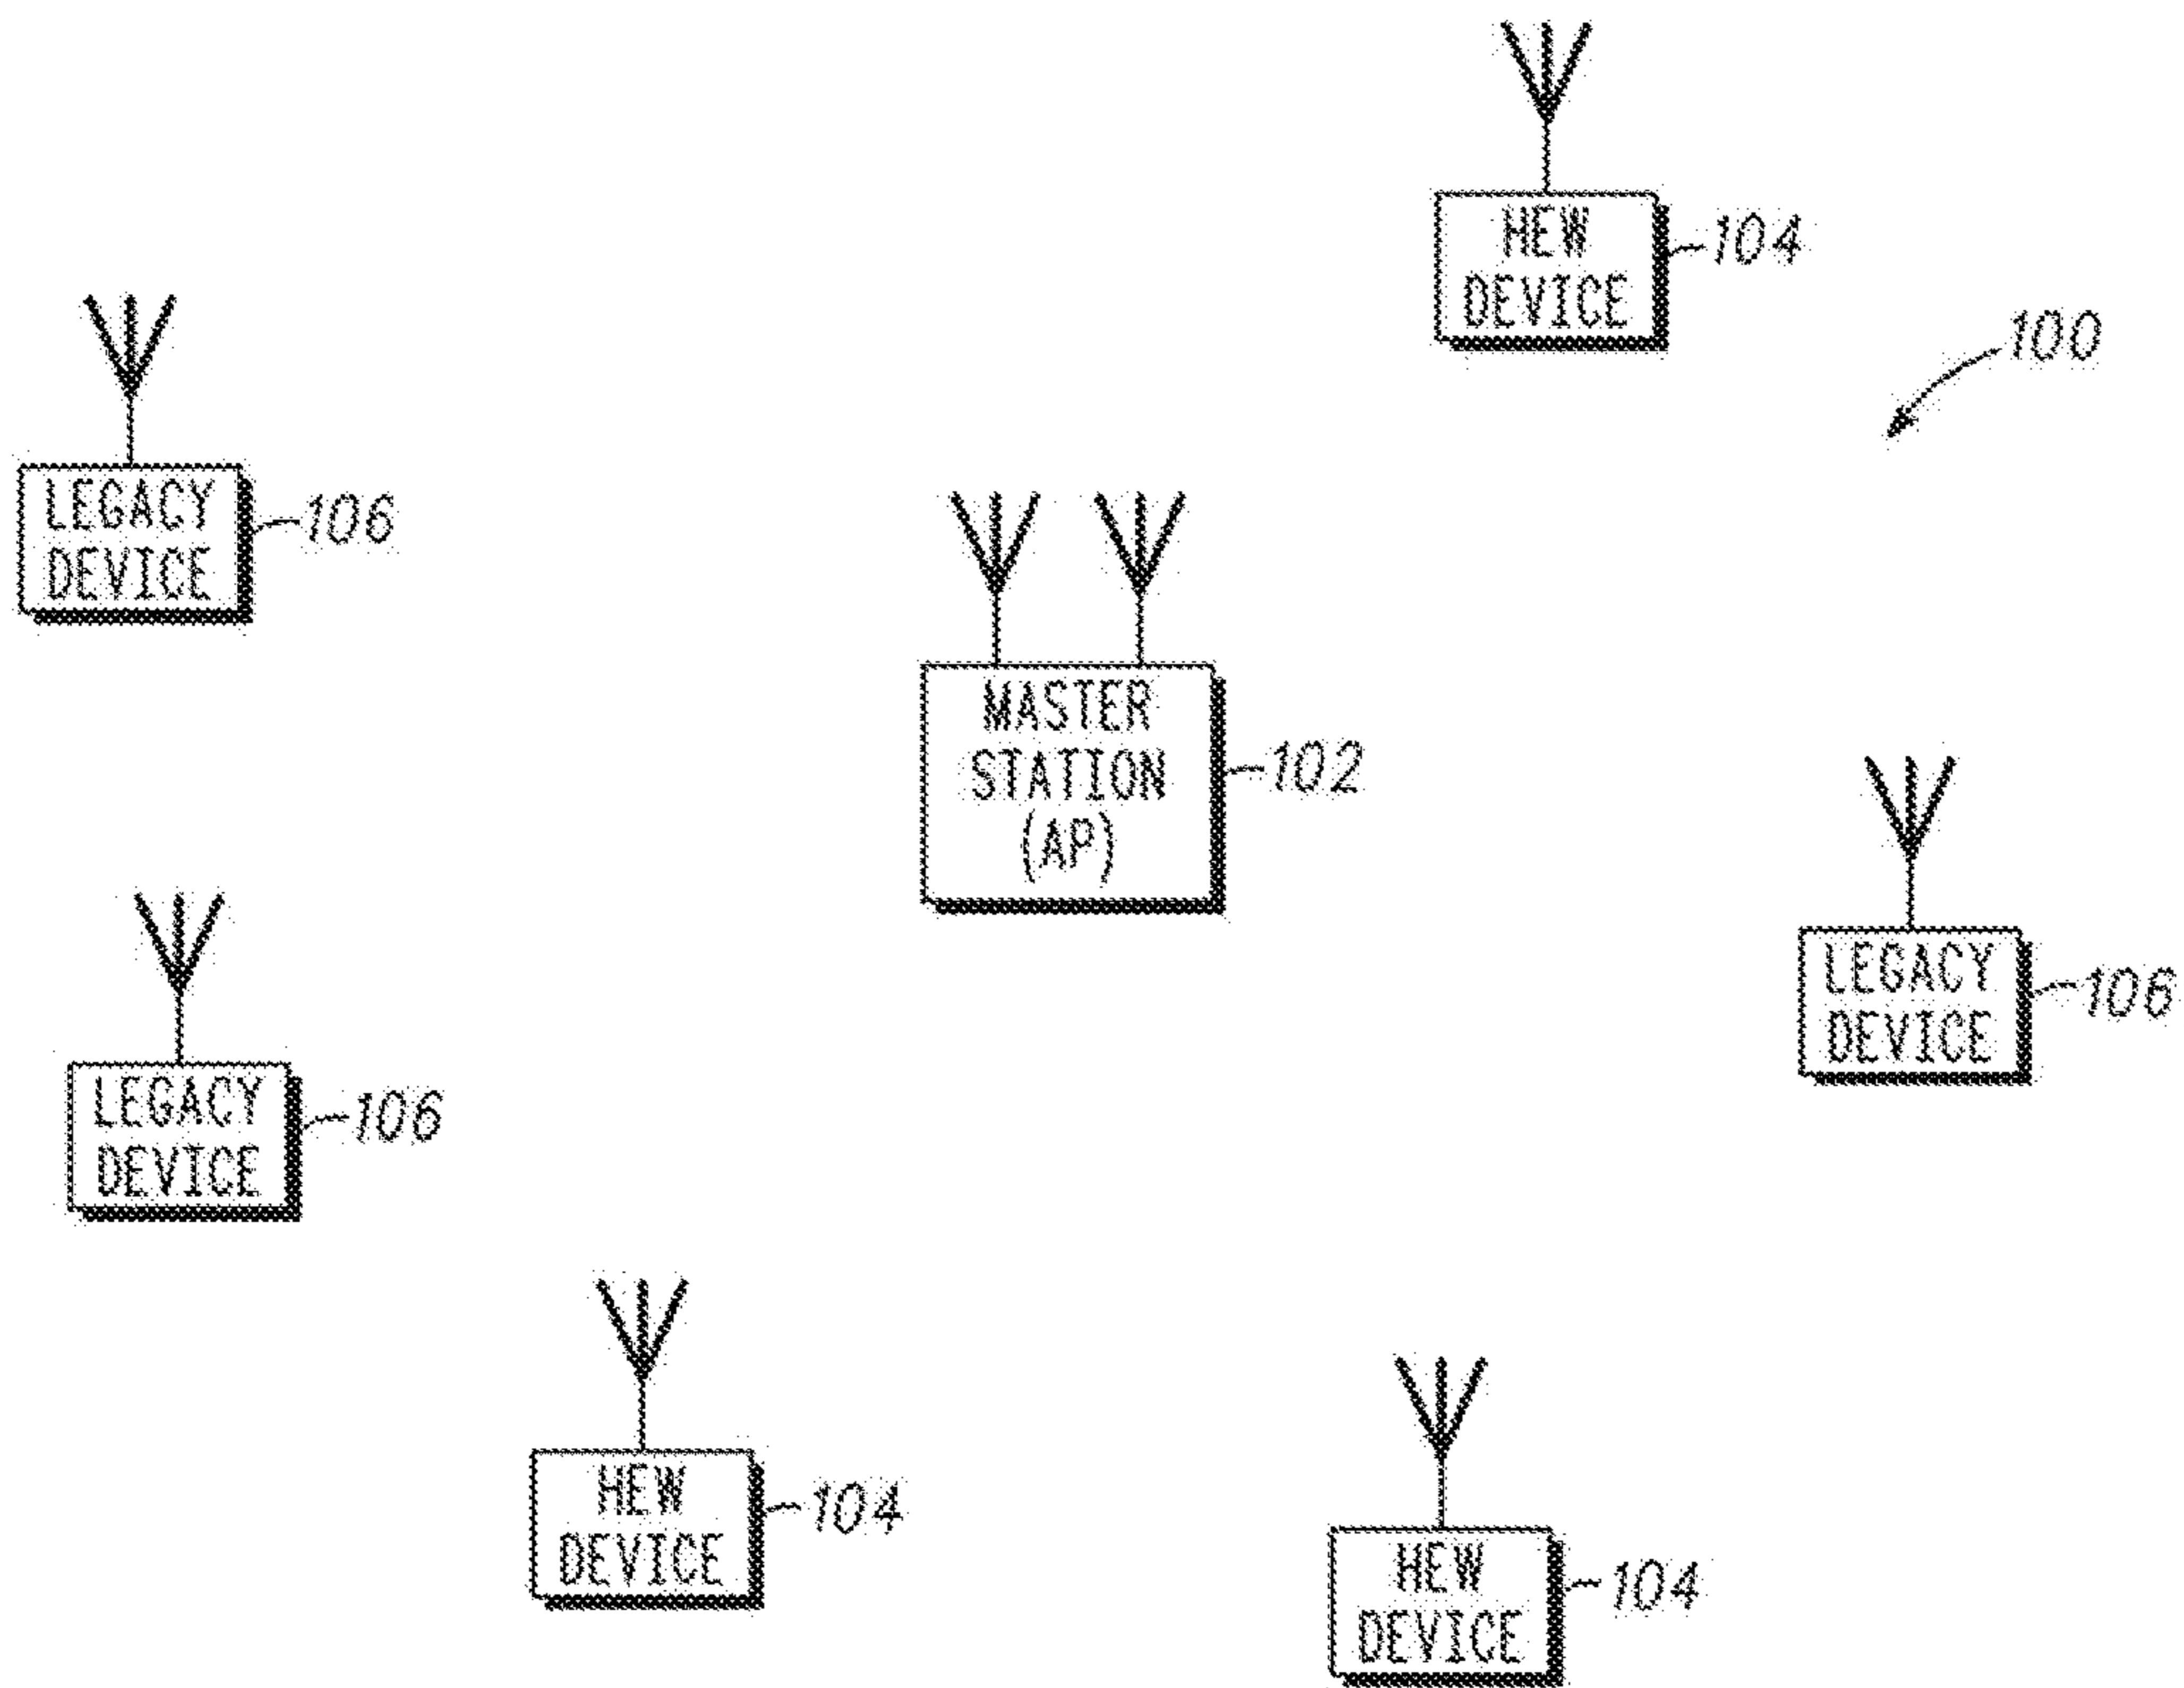 HEW
DEVICE
104
100
LEGACY
DEVICE
106
MASTER
STATION
(AP)
102
LEGACY
DEVICE
106
LEGACY
DEVICE
106
HEW
DEVICE
104
HEW
DEVICE
104